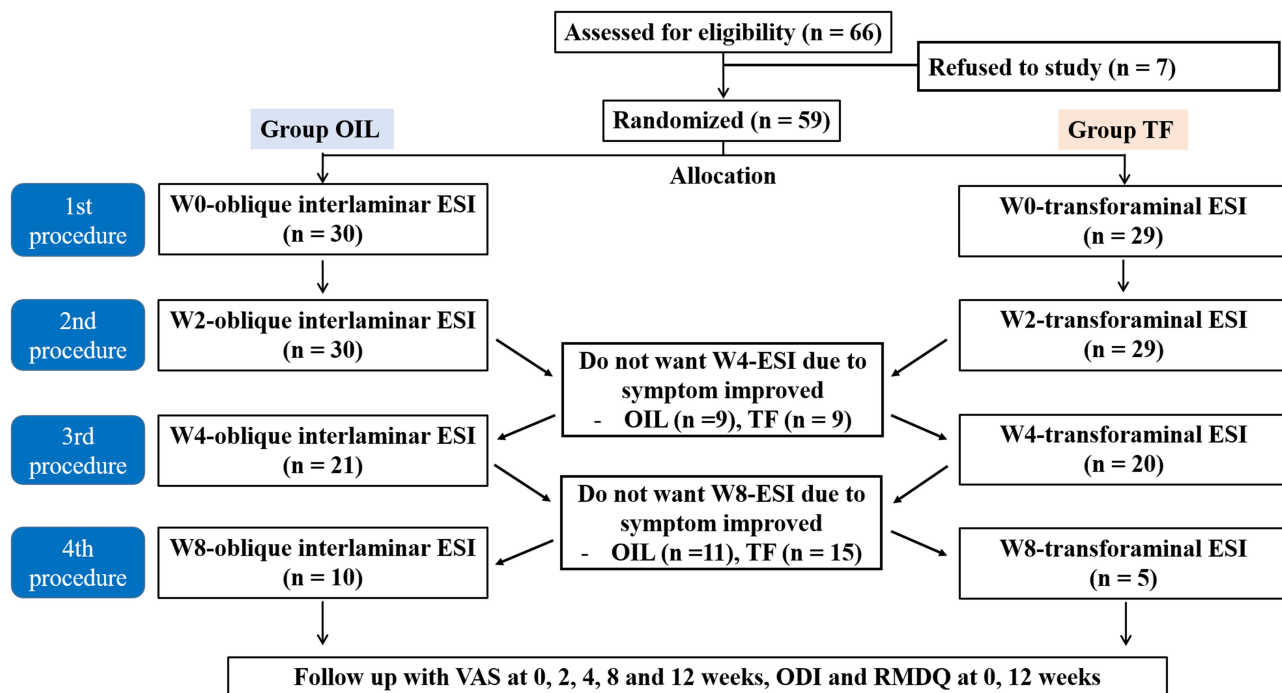 Assessed for eligibility (n = 66)
Refused to study (n = 7)
Randomized (n = 59)
Group OIL
Group TF
Allocation
1st
procedure
W0-oblique interlaminar ESI
(n = 30)
W0-transforaminal ESI
(n = 29)
2nd
procedure
W2-oblique interlaminar ESI
(n = 30)
W2-transforaminal ESI
(n = 29)
Do not want W4-ESI due to
symptom improved
- OIL (n =9), TF (n = 9)
3rd
procedure
W4-oblique interlaminar ESI
(n = 21)
W4-transforaminal ESI
(n = 20)
Do not want W8-ESI due to
symptom improved
- OIL (n =11), TF (n = 15)
4th
procedure
W8-oblique interlaminar ESI
(n = 10)
W8-transforaminal ESI
(n = 5)
Follow up with VAS at 0, 2, 4, 8 and 12 weeks, ODI and RMDQ at 0, 12 weeks